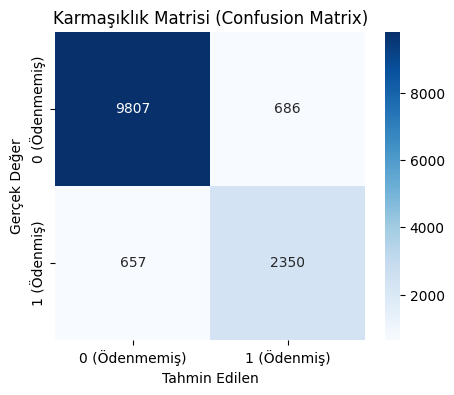 Karmaşıklık Matrisi (Confusion Matrix)
Gerçek Değer
0 (Ödenmemiş)
9807
686
1 (Ödenmiş)
657
2350
0 (Ödenmemiş)
1 (Ödenmiş)
Tahmin Edilen
8000
6000
4000
2000